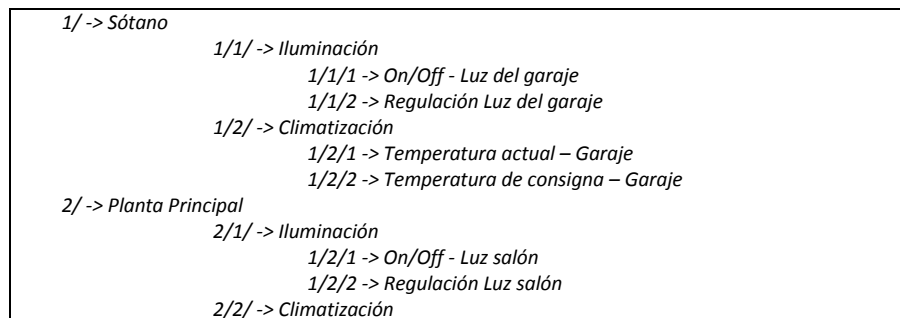 1/ -> Sótano
1/1/ -> Iluminación
1/1/1 -> On/Off - Luz del garaje
1/1/2 -> Regulación Luz del garaje
1/2/ -> Climatización
1/2/1 -> Temperatura actual – Garaje
1/2/2 -> Temperatura de consigna – Garaje
2/ -> Planta Principal
2/1/ -> Iluminación
1/2/1 -> On/Off - Luz salón
1/2/2 -> Regulación Luz salón
2/2/ -> Climatización